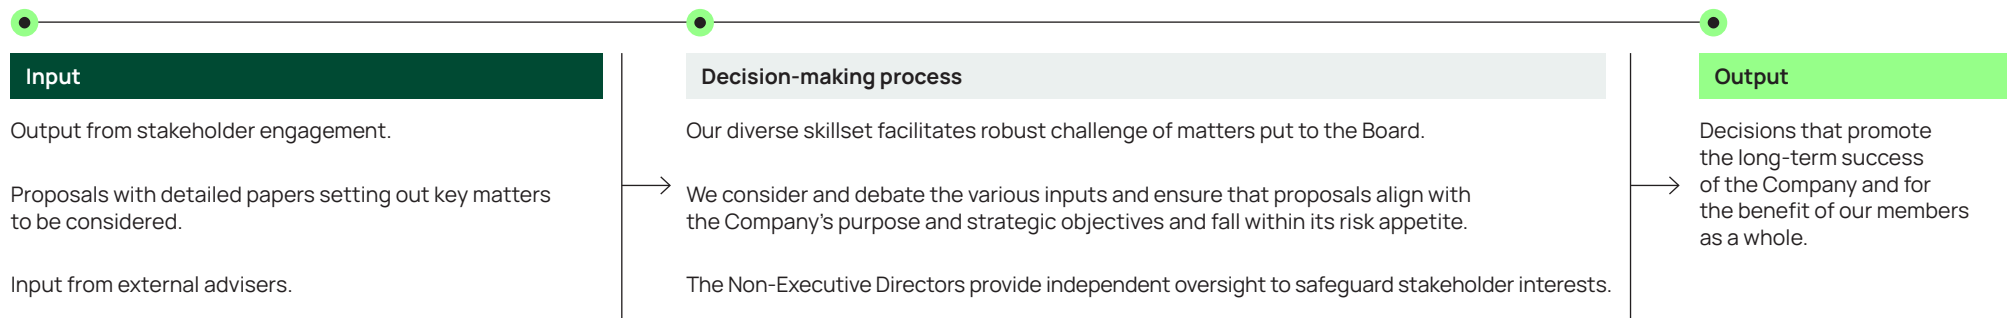 Input
Output from stakeholder engagement.
Proposals with detailed papers setting out key matters
to be considered.
Input from external advisers.
Decision-making process
Our diverse skillset facilitates robust challenge of matters put to the Board.
We consider and debate the various inputs and ensure that proposals align with
the Company's purpose and strategic objectives and fall within its risk appetite.
The Non-Executive Directors provide independent oversight to safeguard stakeholder interests.
Output
Decisions that promote
the long-term success
of the Company and for
the benefit of our members
as a whole.